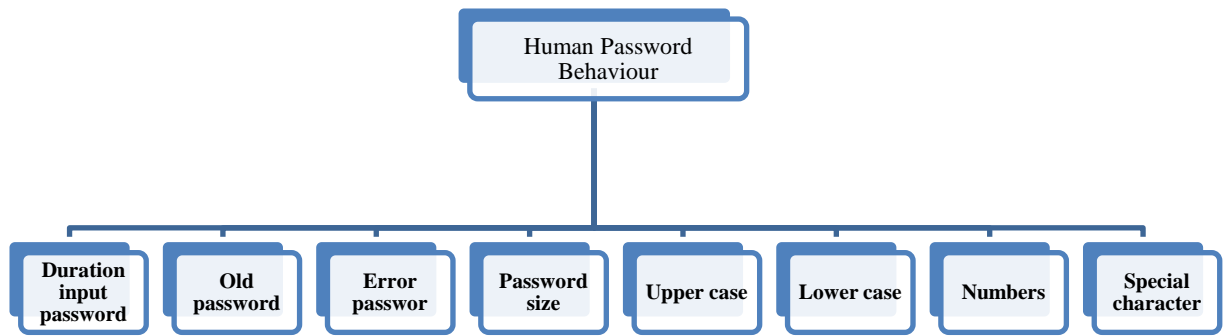 Human Password
Behaviour
Duration
input
password
Old
password
Error
passwor
Password
size
Upper case
Lower case
Numbers
Special
character